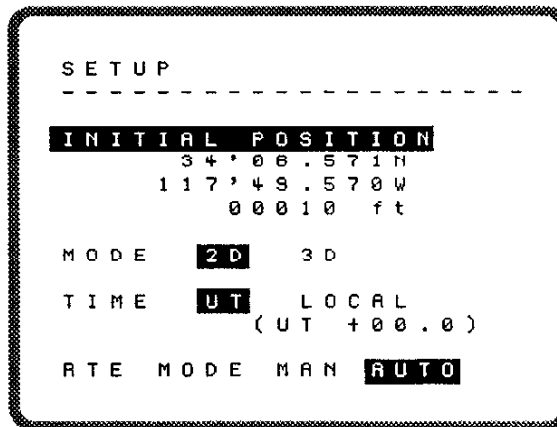 SETUP
INITIAL POSITION
34'06.571N
117'49.570W
00010 ft
MODE 2D 3D
TIME UT LOCAL
(UT +00.0)
RTE MODE MAN AUTO